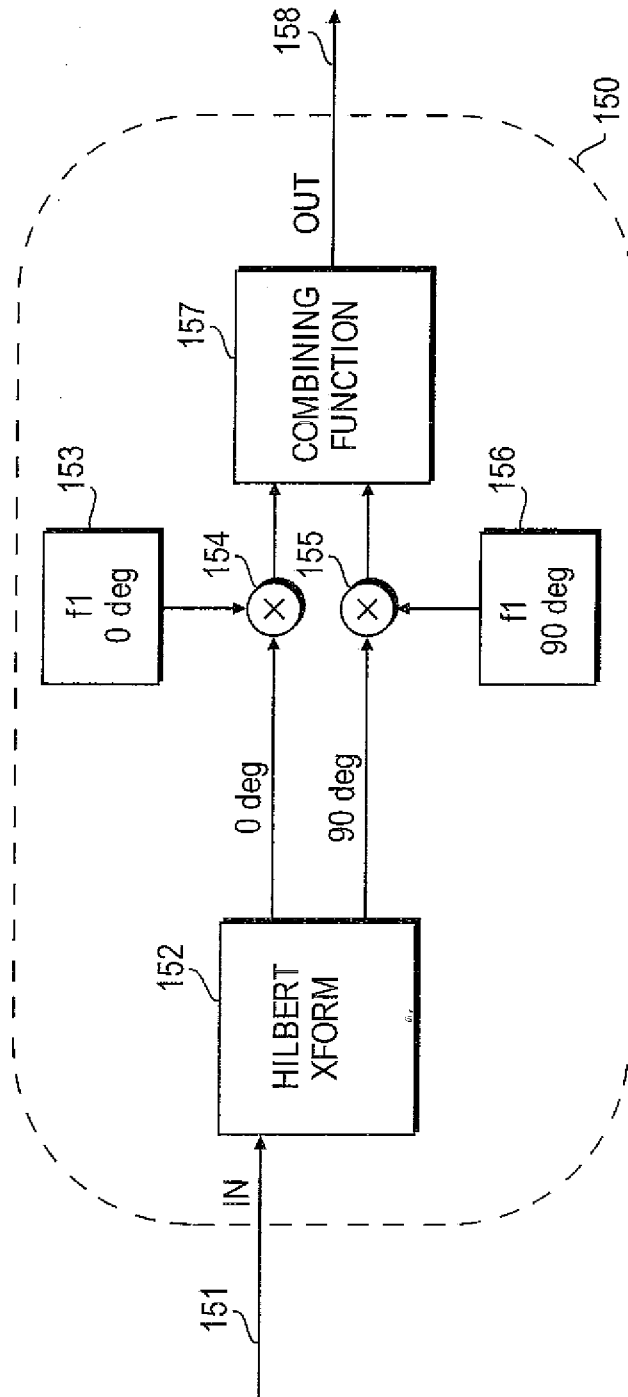 151
IN
152
HILBERT
XFORM
0 deg
90 deg
153
f1
0 deg
154
155
156
f1
90 deg
157
COMBINING
FUNCTION
OUT
158
150